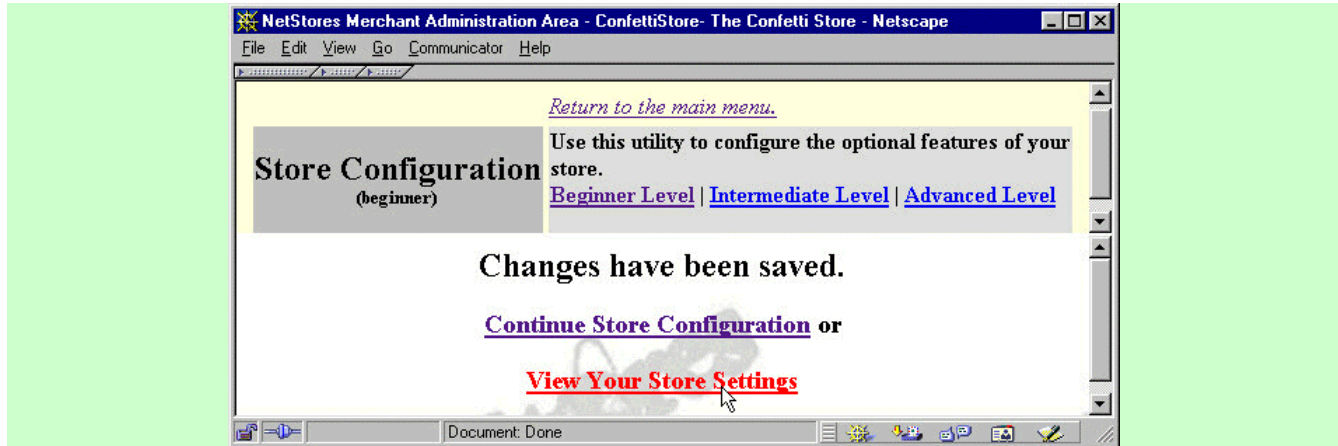 NetStores Merchant Administration Area - ConfettiStore- The Confetti Store - Netscape
File Edit View Go Communicator Help
Return to the main menu.
Store Configuration
(beginner)
Use this utility to configure the optional features of your
store.
Beginner Level | Intermediate Level | Advanced Level
Changes have been saved.
Continue Store Configuration or
View Your Store Settings
Document: Done